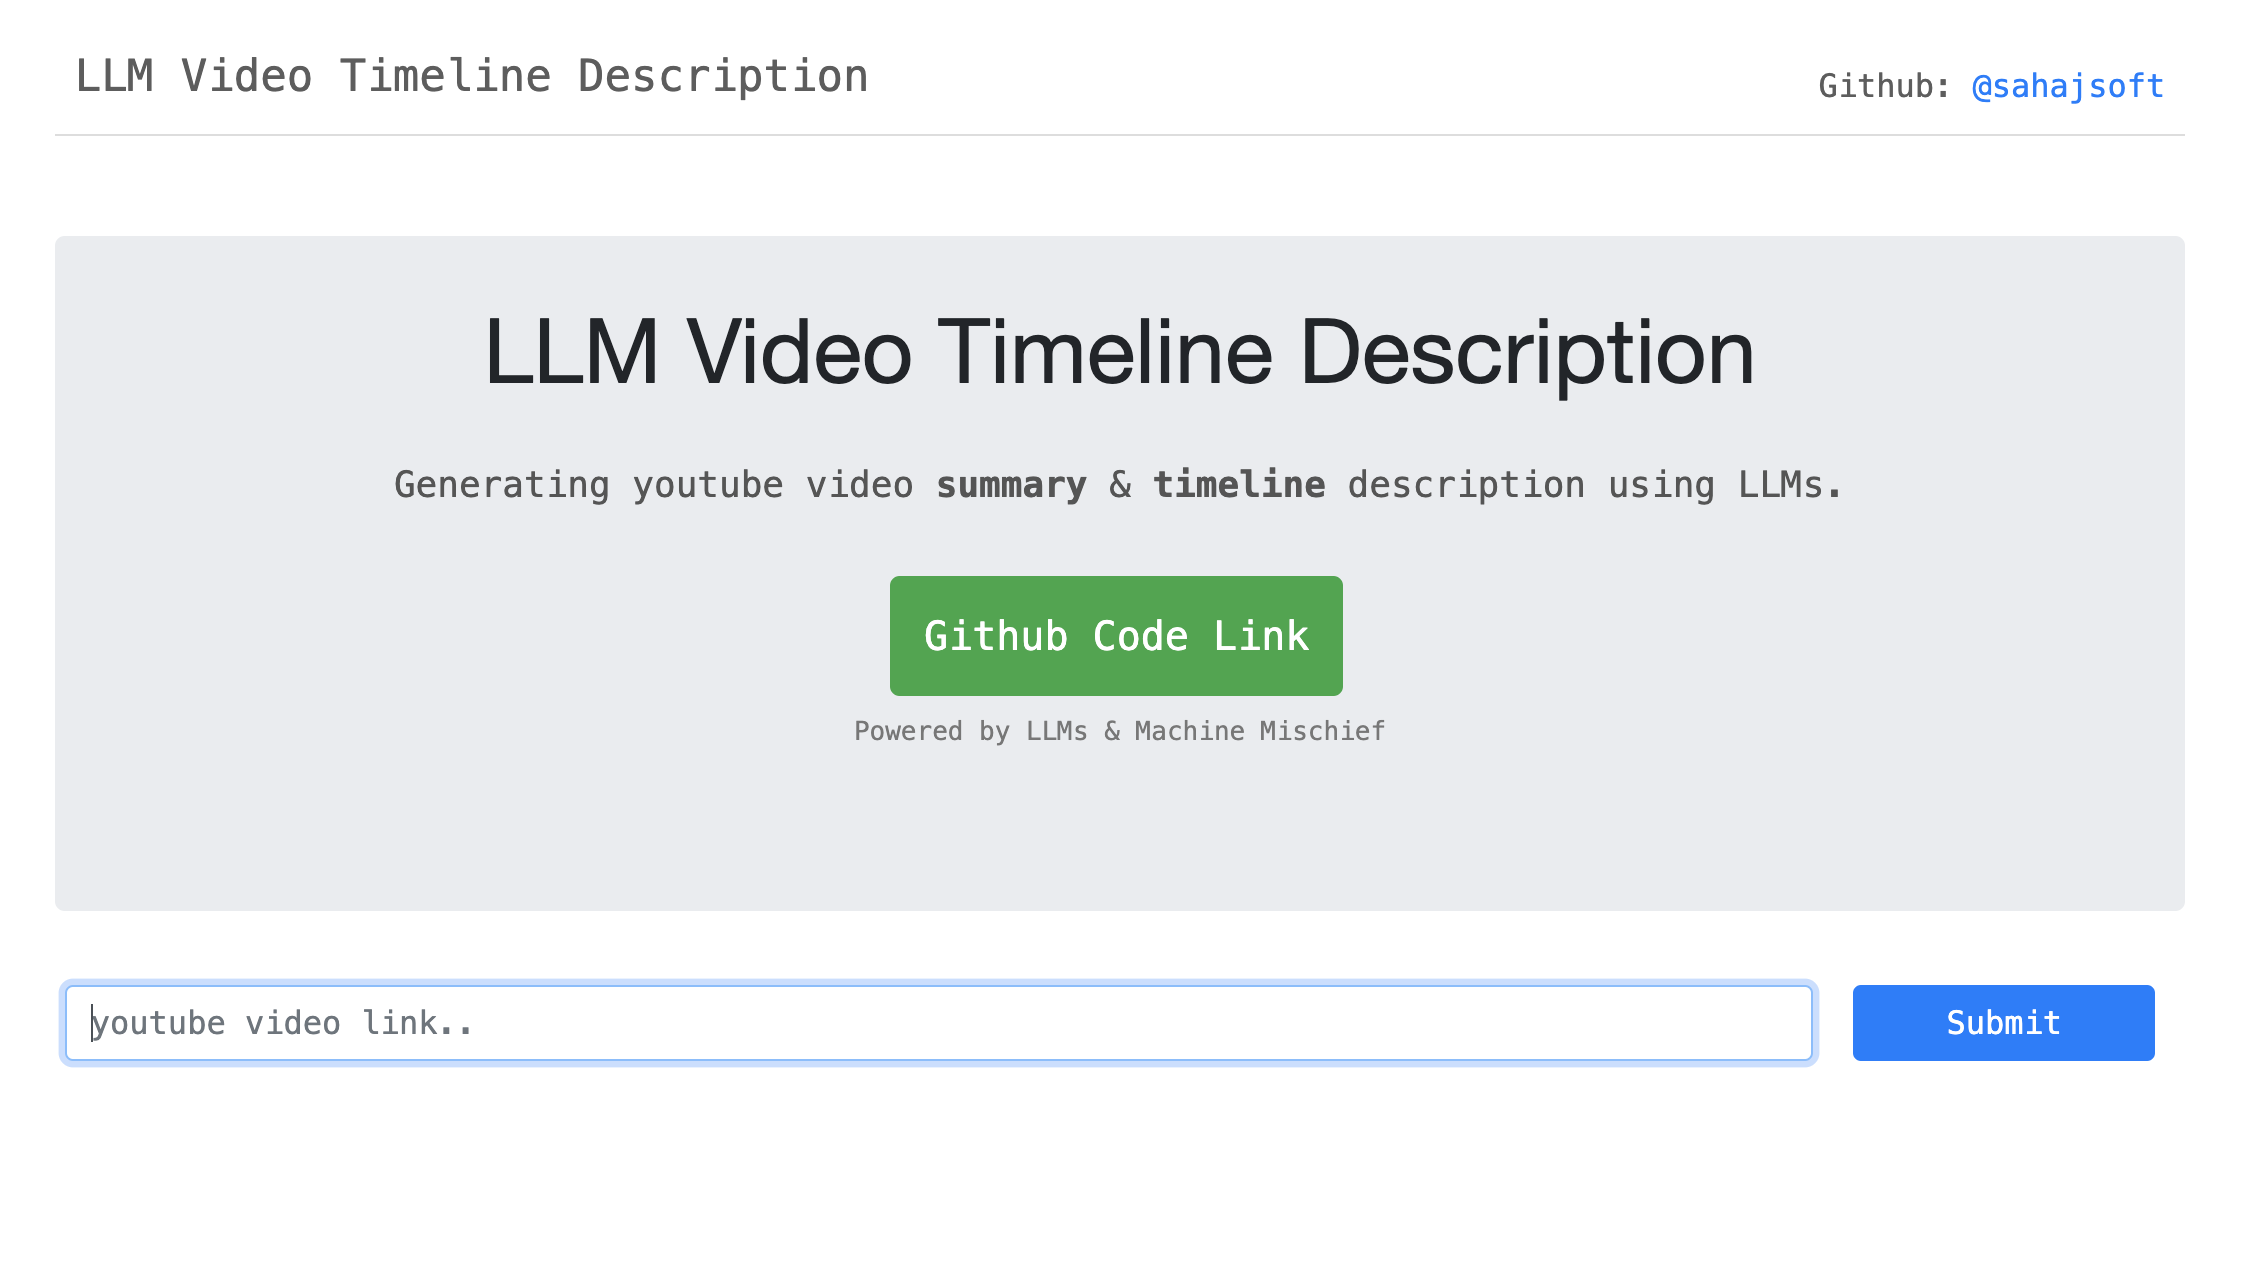 LLM Video Timeline Description
Github: @sahajsoft
LLM Video Timeline Description
Generating youtube video summary & timeline description using LLMs.
Github Code Link
Powered by LLMs & Machine Mischief
youtube video link..
Submit